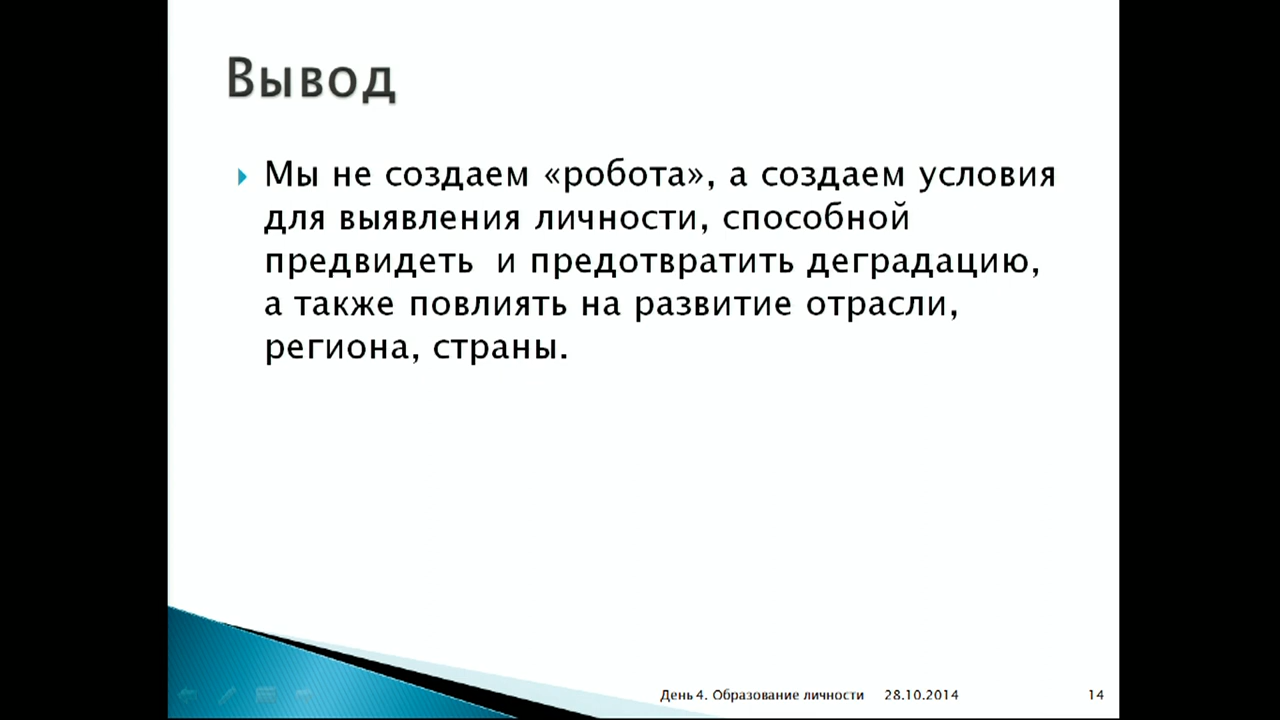 Вывод
Мы не создаем «робота», а создаем условия
для выявления личности, способной
предвидеть  и предотвратить деградацию,
а также повлиять на развитие отрасли,
региона, страны.
День 4. Образование личности 28.10.2014 14